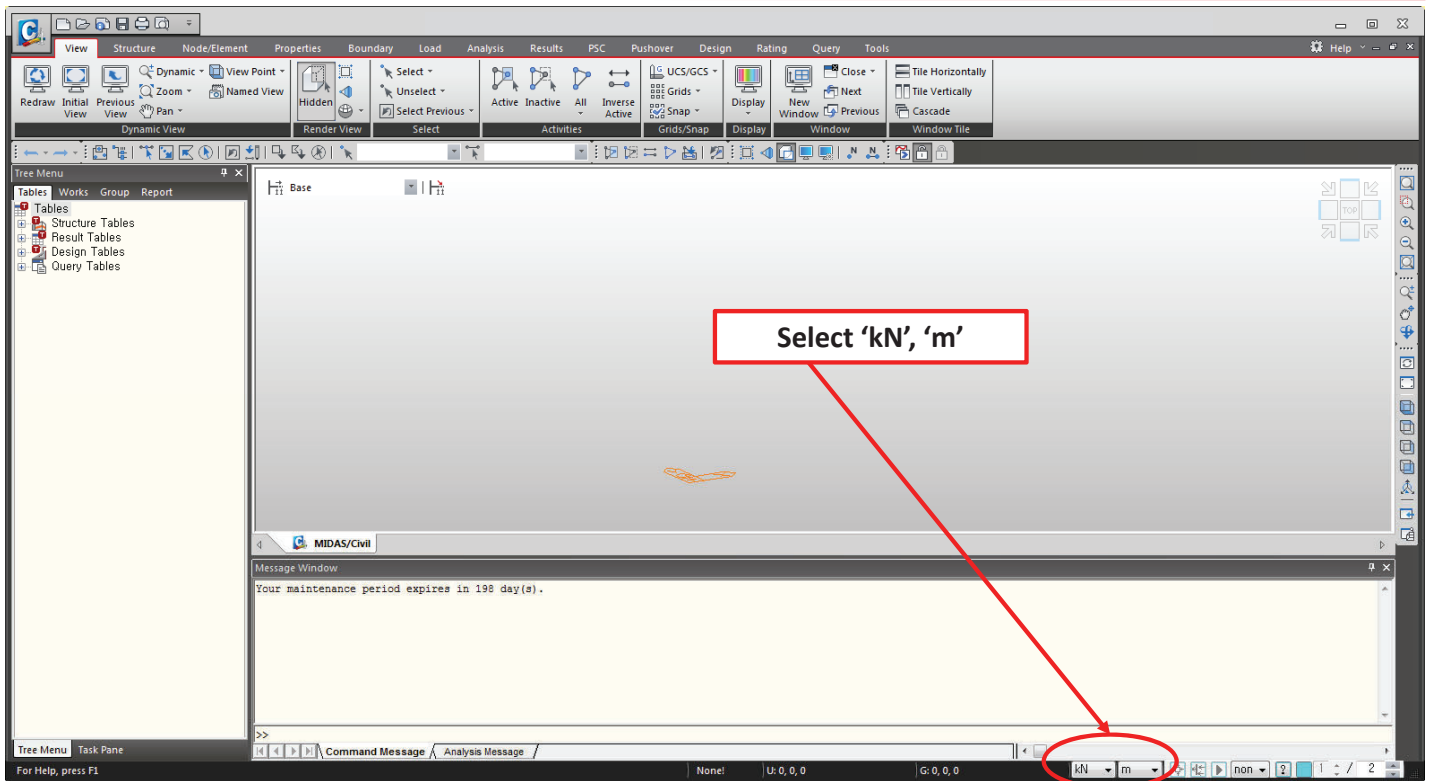 View Structure Node/Element Properties Boundary Load Analysis Results PSC Pushover Design Rating Query Tools Help
Redraw Initial View Previous View Dynamic Zoom Pan View Point Named View
Dynamic View
Hidden
Render View
Select Unselect Select Previous
Select
Active Inactive All Inverse Active
Activities
UCS/GCS Grids Snap
Grids/Snap
Display
Display
New Window Close Next Previous
Window
Tile Horizontally Tile Vertically Cascade
Window Tile
Tree Menu
Tables Works Group Report
Tables
Structure Tables
Result Tables
Design Tables
Query Tables
Base
TOP
Select ‘kN’, ‘m’
MIDAS/Civil
Message Window
Your maintenance period expires in 198 day(s).
>>
Command Message Analysis Message
Tree Menu Task Pane
For Help, press F1 None! U: 0, 0, 0 G: 0, 0, 0 kN m non 1 / 2